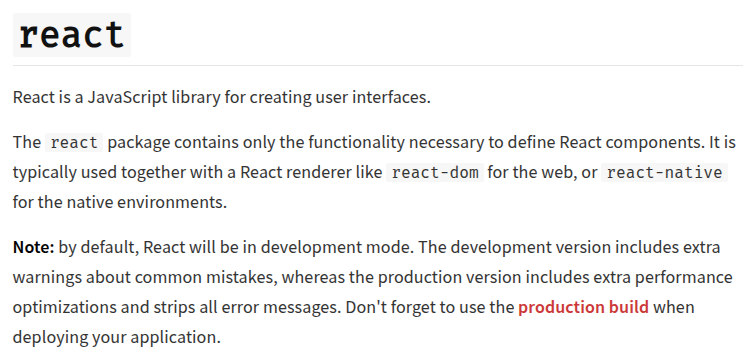 react
React is a JavaScript library for creating user interfaces.
The react package contains only the functionality necessary to define React components. It is
typically used together with a React renderer like react-dom for the web, or react-native
for the native environments.
Note: by default, React will be in development mode. The development version includes extra
warnings about common mistakes, whereas the production version includes extra performance
optimizations and strips all error messages. Don't forget to use the production build when
deploying your application.